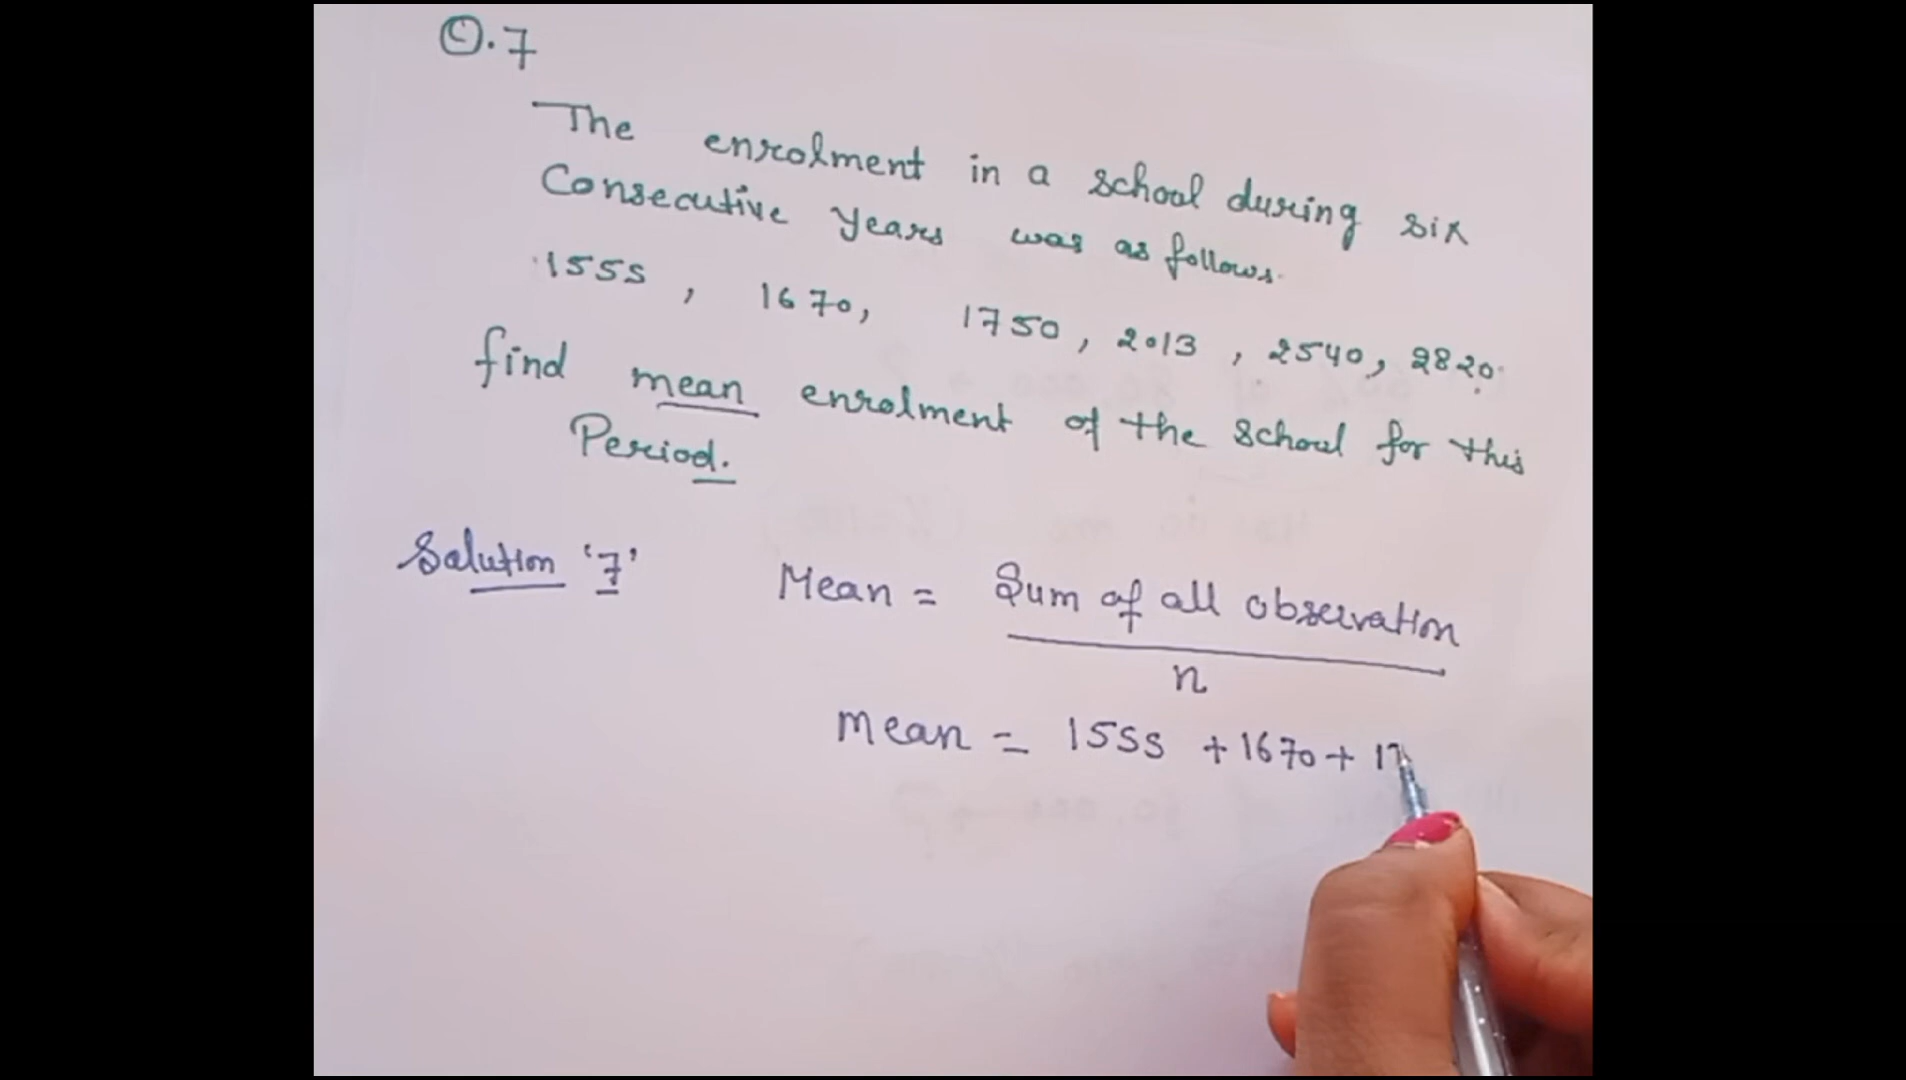 Q.7
The enrolment in a school during six
Consecutive years was as follows.
1555, 1670, 1750, 2013, 2540, 2820.
find mean enrolment of the school for this
Period.
Solution '7'
Mean = Sum of all observation
n
Mean = 1555 + 1670 + 17